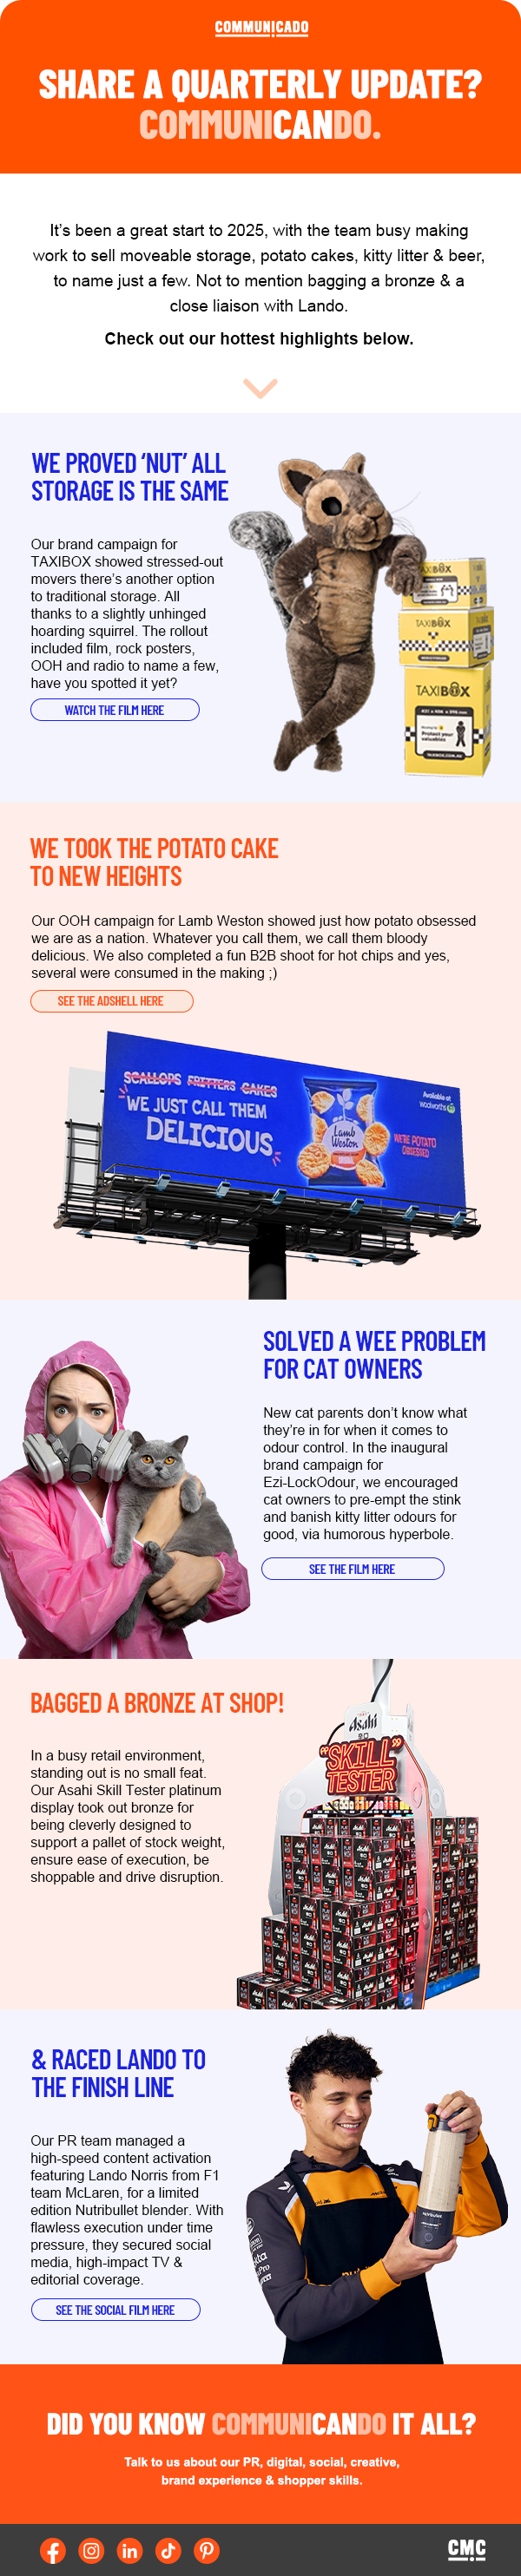 COMMUNICADO
SHARE A QUARTERLY UPDATE?
COMMUNICANDO.
It's been a great start to 2025, with the team busy making
work to sell moveable storage, potato cakes, kitty litter & beer,
to name just a few. Not to mention bagging a bronze & a
close liaison with Lando.
Check out our hottest highlights below.
WE PROVED ‘NUT’ ALL
STORAGE IS THE SAME
Our brand campaign for
TAXIBOX showed stressed-out
movers there's another option
to traditional storage. All
thanks to a slightly unhinged
hoarding squirrel. The rollout
included film, rock posters,
OOH and radio to name a few,
have you spotted it yet?
WATCH THE FILM HERE
TAXIBOX
TAXIBOX
TAXIBOX
Protect your
valuables
WE TOOK THE POTATO CAKE
TO NEW HEIGHTS
Our OOH campaign for Lamb Weston showed just how potato obsessed
we are as a nation. Whatever you call them, we call them bloody
delicious. We also completed a fun B2B shoot for hot chips and yes,
several were consumed in the making ;)
SEE THE ADSHELL HERE
SCALLOPS FRITTERS CAKES
WE JUST CALL THEM
DELICIOUS
Lamb
Weston
Available at
woolworths
WE'RE POTATO
OBSESSED
SOLVED A WEE PROBLEM
FOR CAT OWNERS
New cat parents don't know what
they're in for when it comes to
odour control. In the inaugural
brand campaign for
Ezi-LockOdour, we encouraged
cat owners to pre-empt the stink
and banish kitty litter odours for
good, via humorous hyperbole.
SEE THE FILM HERE
BAGGED A BRONZE AT SHOP!
In a busy retail environment,
standing out is no small feat.
Our Asahi Skill Tester platinum
display took out bronze for
being cleverly designed to
support a pallet of stock weight,
ensure ease of execution, be
shoppable and drive disruption.
Asahi
"SKILL
TESTER"
& RACED LANDO TO
THE FINISH LINE
Our PR team managed a
high-speed content activation
featuring Lando Norris from F1
team McLaren, for a limited
edition Nutribullet blender. With
flawless execution under time
pressure, they secured social
media, high-impact TV &
editorial coverage.
SEE THE SOCIAL FILM HERE
DID YOU KNOW COMMUNICANDO IT ALL?
Talk to us about our PR, digital, social, creative,
brand experience & shopper skills.
CMC